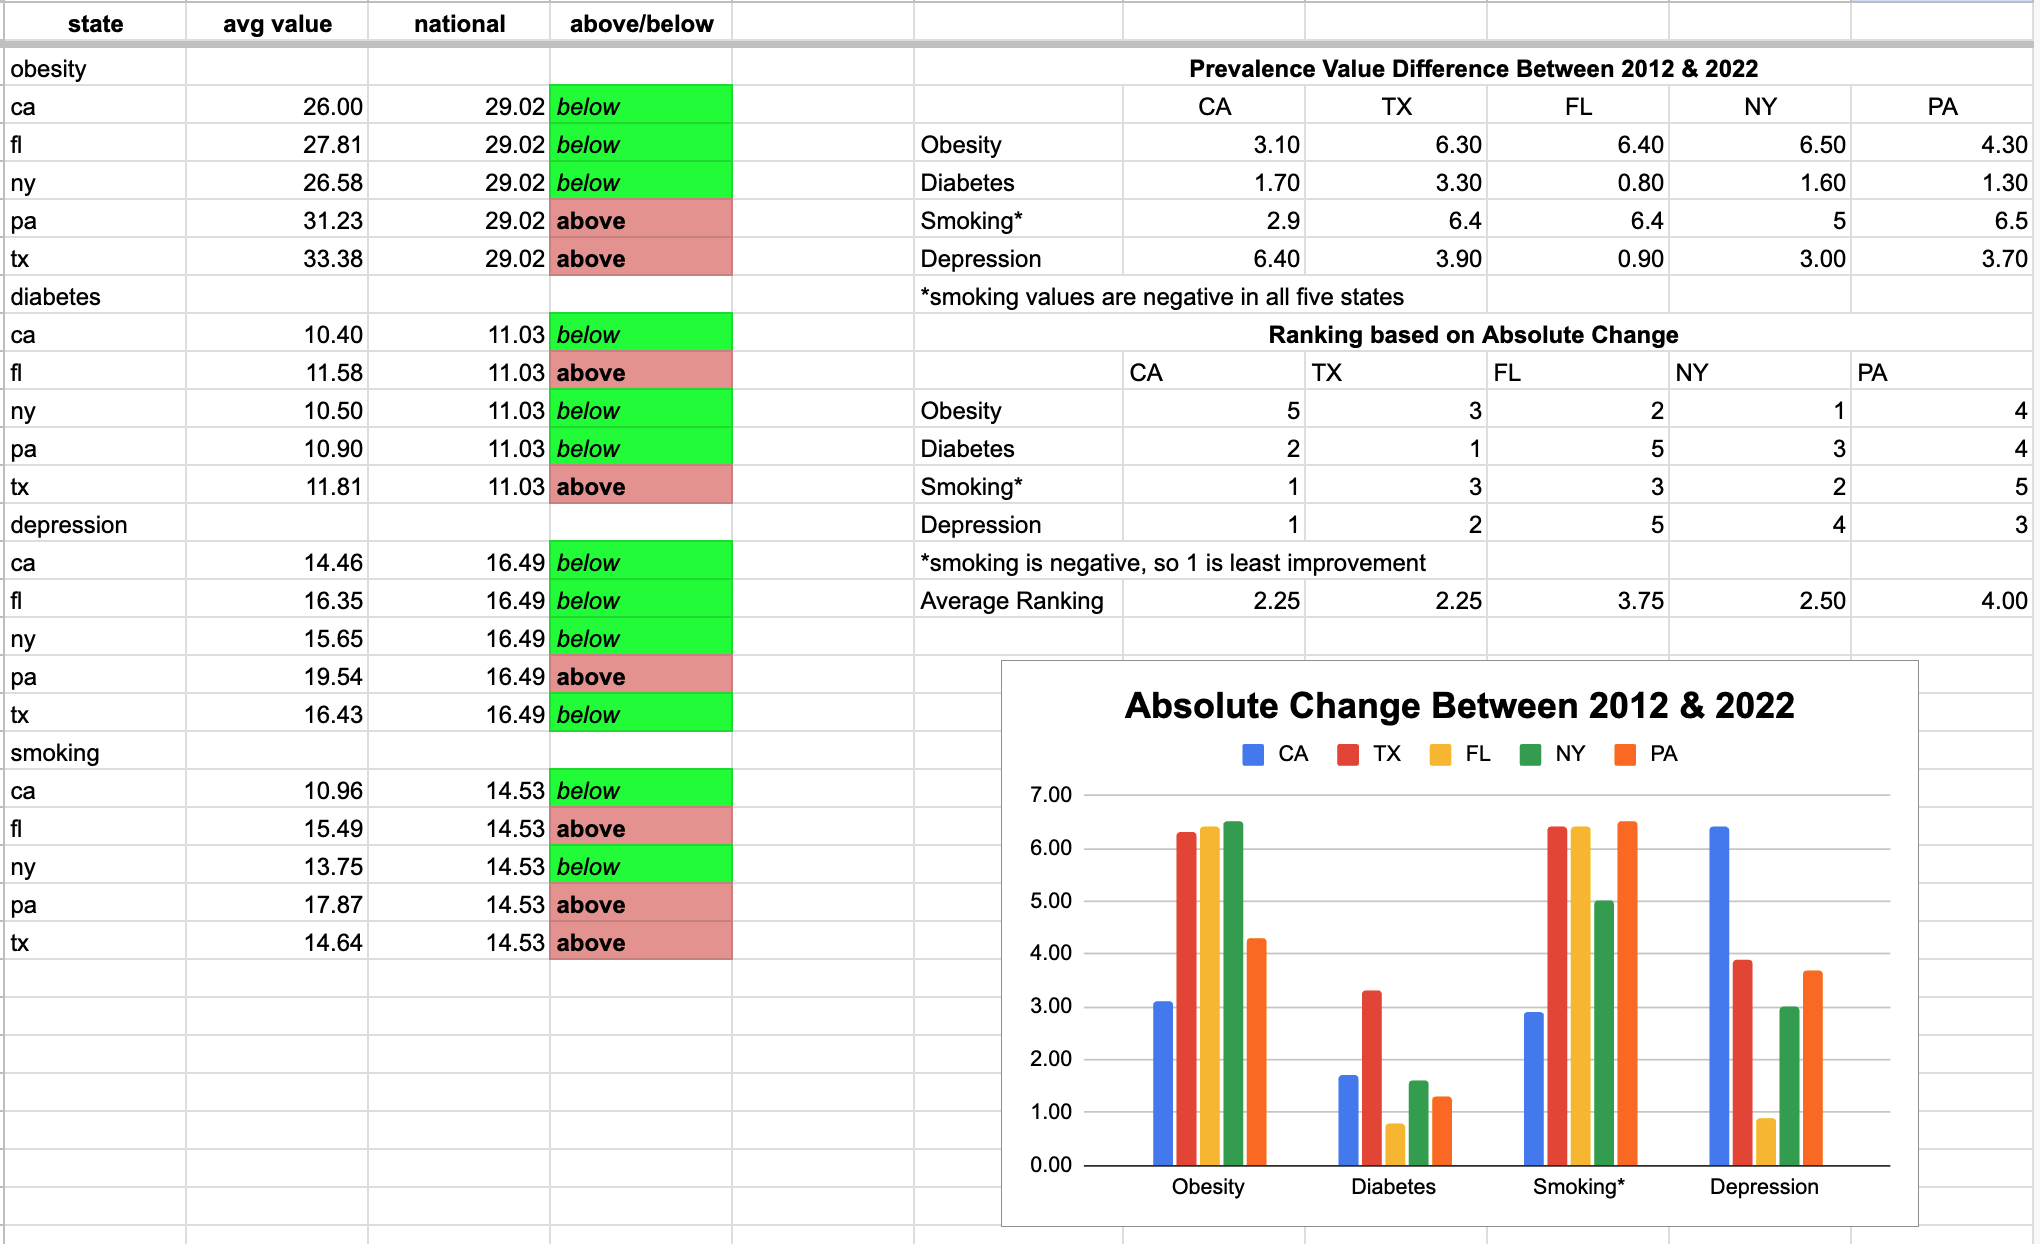 state avg value national above/below
obesity
ca 26.00 29.02 below
fl 27.81 29.02 below
ny 26.58 29.02 below
pa 31.23 29.02 above
tx 33.38 29.02 above
diabetes
ca 10.40 11.03 below
fl 11.58 11.03 above
ny 10.50 11.03 below
pa 10.90 11.03 below
tx 11.81 11.03 above
depression
ca 14.46 16.49 below
fl 16.35 16.49 below
ny 15.65 16.49 below
pa 19.54 16.49 above
tx 16.43 16.49 below
smoking
ca 10.96 14.53 below
fl 15.49 14.53 above
ny 13.75 14.53 below
pa 17.87 14.53 above
tx 14.64 14.53 above
Prevalence Value Difference Between 2012 & 2022
CA TX FL NY PA
Obesity 3.10 6.30 6.40 6.50 4.30
Diabetes 1.70 3.30 0.80 1.60 1.30
Smoking* 2.9 6.4 6.4 5 6.5
Depression 6.40 3.90 0.90 3.00 3.70
*smoking values are negative in all five states
Ranking based on Absolute Change
CA TX FL NY PA
Obesity 5 3 2 1 4
Diabetes 2 1 5 3 4
Smoking* 1 3 3 2 5
Depression 1 2 5 4 3
*smoking is negative, so 1 is least improvement
Average Ranking 2.25 2.25 3.75 2.50 4.00
Absolute Change Between 2012 & 2022
CA TX FL NY PA
7.00
6.00
5.00
4.00
3.00
2.00
1.00
0.00
Obesity Diabetes Smoking* Depression